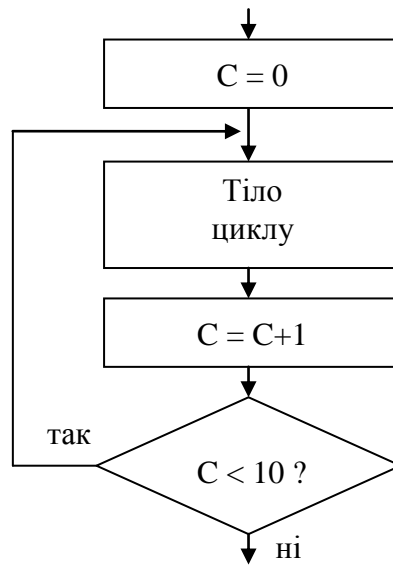 C = 0
Тіло
циклу
C = C+1
так
C < 10 ?
ні